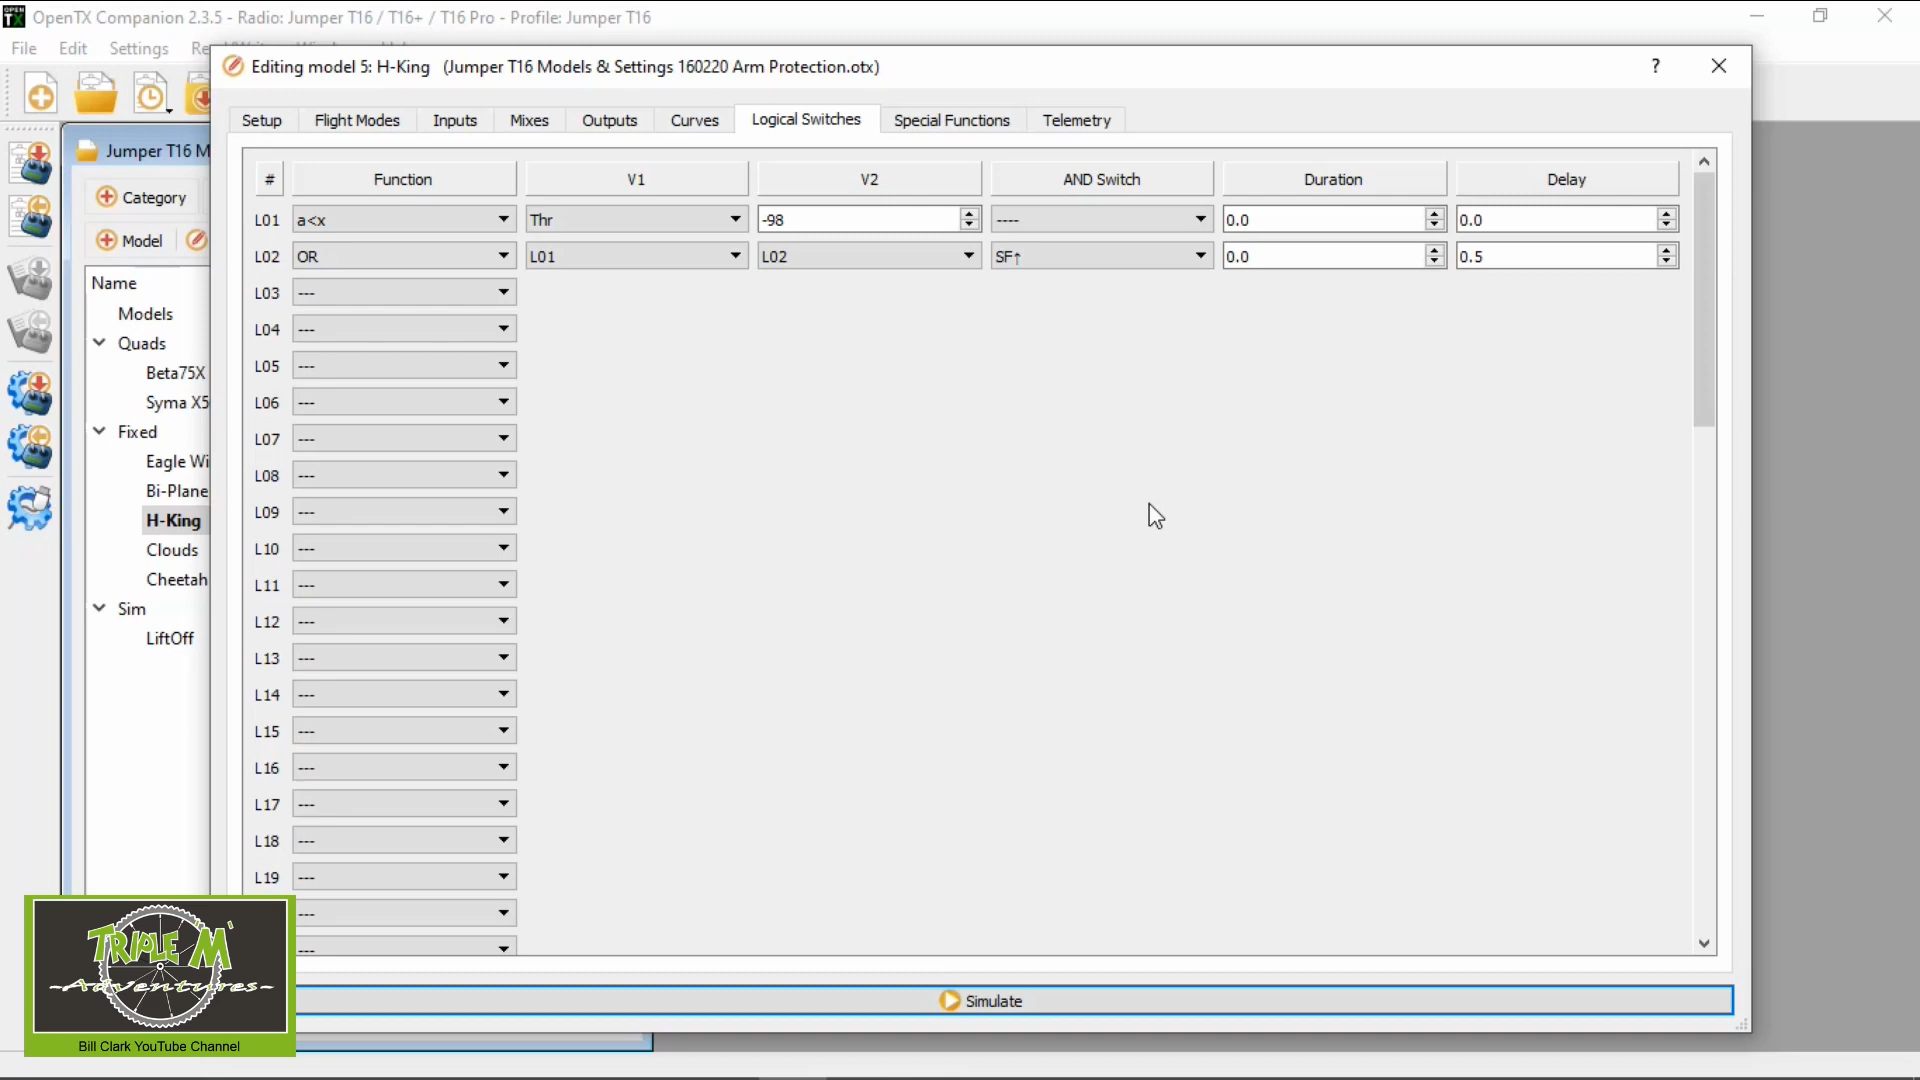 OpenTX Companion 2.3.5 - Radio: Jumper T16 / T16+ / T16 Pro - Profile: Jumper T16
File Edit Settings
Editing model 5: H-King (Jumper T16 Models & Settings 160220 Arm Protection.otx) ?
Setup Flight Modes Inputs Mixes Outputs Curves Logical Switches Special Functions Telemetry
Jumper T16 M
Category
Model
Name
Models
Quads
Beta75X
Syma X5
Fixed
Eagle Wi
Bi-Plane
H-King
Clouds
Cheetah
Sim
LiftOff
# Function V1 V2 AND Switch Duration Delay
L01 a<x Thr -98 ---- 0.0 0.0
L02 OR L01 L02 SF↑ 0.0 0.5
L03 ---
L04 ---
L05 ---
L06 ---
L07 ---
L08 ---
L09 ---
L10 ---
L11 ---
L12 ---
L13 ---
L14 ---
L15 ---
L16 ---
L17 ---
L18 ---
L19 ---
---
---
Simulate
TRIPLE M
-Adventures-
Bill Clark YouTube Channel